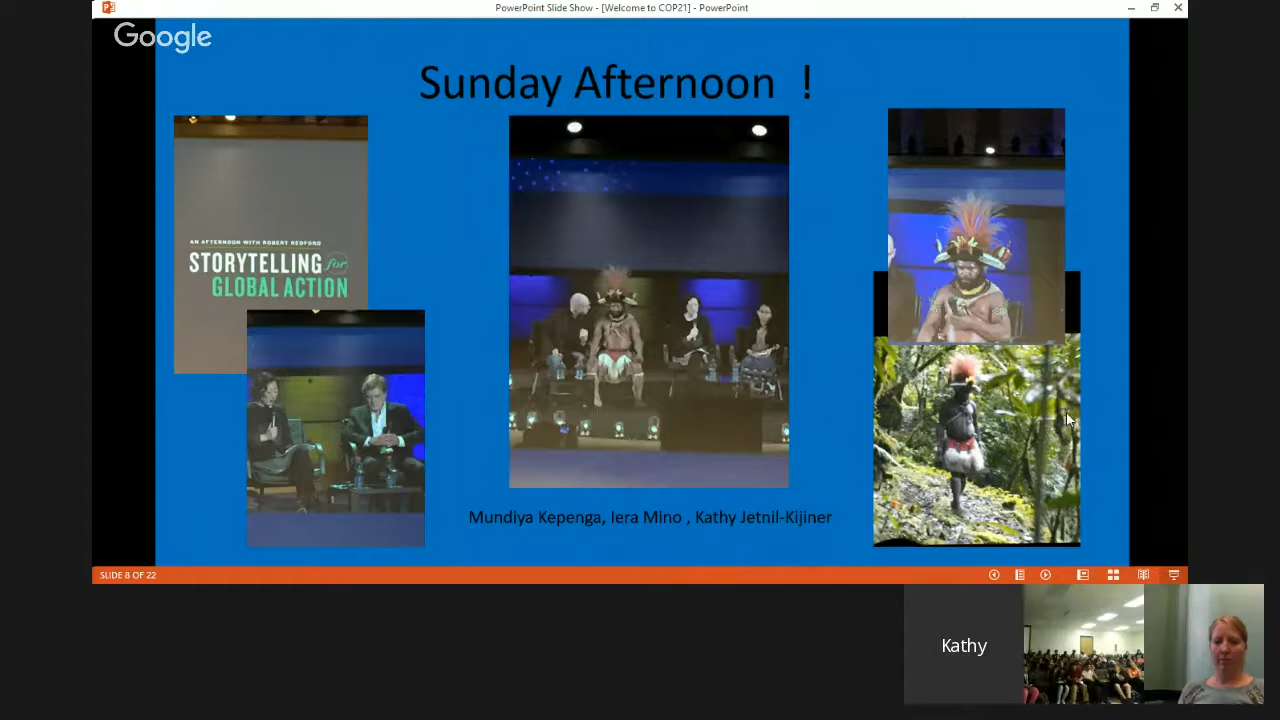 PowerPoint Slide Show - [Welcome to COP21] - PowerPoint
Google
Sunday Afternoon !
AN AFTERNOON WITH ROBERT REDFORD
STORYTELLING for
GLOBAL ACTION
Mundiya Kepenga, Iera Mino , Kathy Jetnil-Kijiner
SLIDE 8 OF 22
Kathy